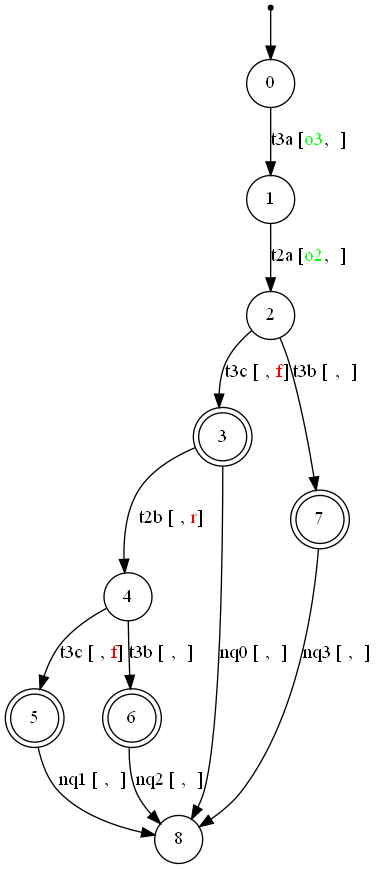 0
t3a [o3, ]
1
t2a [o2, ]
2
t3c [ , f]
t3b [ , ]
3
7
t2b [ , r]
4
t3c [ , f]
t3b [ , ]
nq0 [ , ]
nq3 [ , ]
5
6
nq1 [ , ]
nq2 [ , ]
8